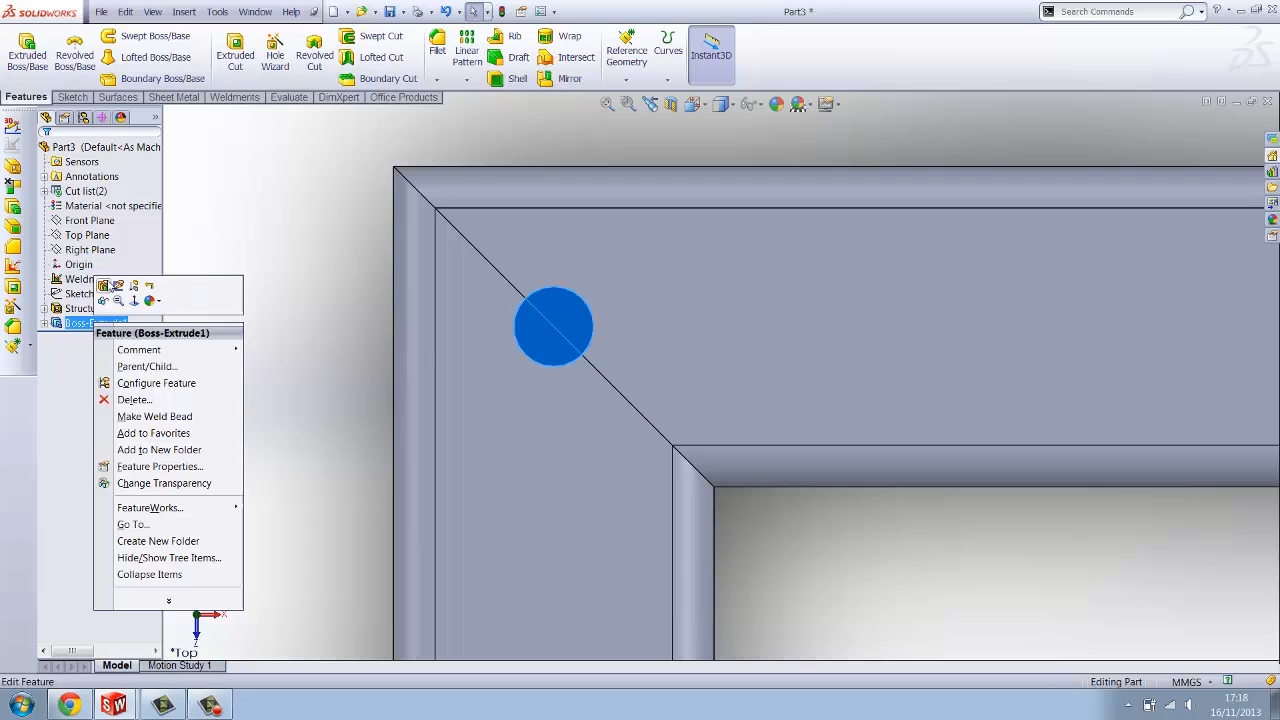 SOLIDWORKS
File Edit View Insert Tools Window Help
Part3 *
Search Commands
Extruded Boss/Base
Revolved Boss/Base
Swept Boss/Base
Lofted Boss/Base
Boundary Boss/Base
Extruded Cut
Hole Wizard
Revolved Cut
Swept Cut
Lofted Cut
Boundary Cut
Fillet
Linear Pattern
Rib
Draft
Shell
Wrap
Intersect
Mirror
Reference Geometry
Curves
Instant3D
Features Sketch Surfaces Sheet Metal Weldments Evaluate DimXpert Office Products
Part3 (Default<As Mach
Sensors
Annotations
Cut list(2)
Material <not specifie
Front Plane
Top Plane
Right Plane
Origin
Weldm
Sketch
Structu
Boss-Extrude1
Feature (Boss-Extrude1)
Comment
Parent/Child...
Configure Feature
Delete...
Make Weld Bead
Add to Favorites
Add to New Folder
Feature Properties...
Change Transparency
FeatureWorks...
Go To...
Create New Folder
Hide/Show Tree Items...
Collapse Items
X
Z
*Top
Model Motion Study 1
Edit Feature
Editing Part
MMGS
17:18
16/11/2013